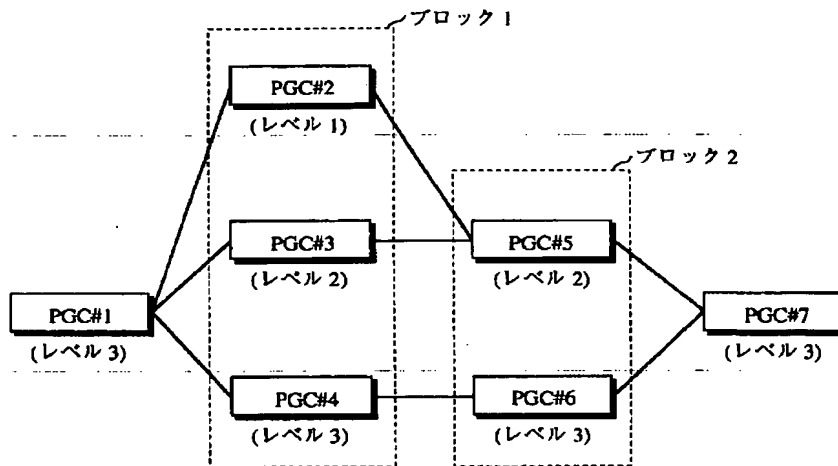 ブロック 1
PGC#2
(レベル 1)
ブロック 2
PGC#3
(レベル 2)
PGC#5
(レベル 2)
PGC#1
(レベル 3)
PGC#7
(レベル 3)
PGC#4
(レベル 3)
PGC#6
(レベル 3)